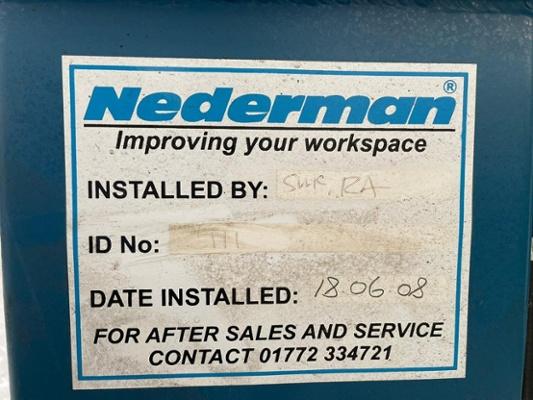 Nederman®
Improving your workspace
INSTALLED BY: RA
ID No:
DATE INSTALLED: 18 06 08
FOR AFTER SALES AND SERVICE
CONTACT 01772 334721